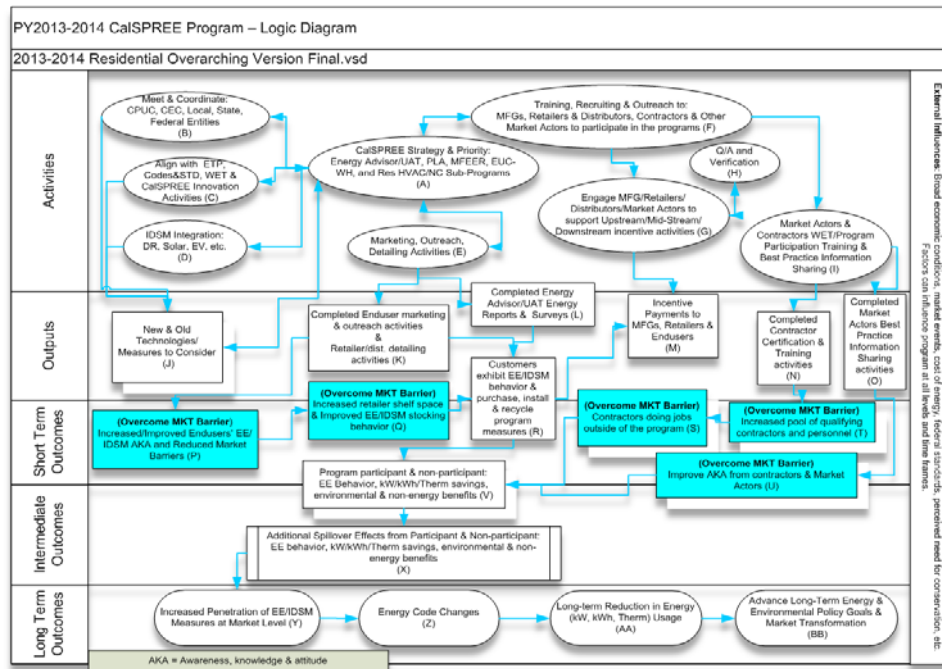 PY2013-2014 CalSPREE Program – Logic Diagram
2013-2014 Residential Overarching Version Final.vsd
Activities
Meet & Coordinate:
CPUC, CEC, Local, State,
Federal Entities
(B)
Training, Recruiting & Outreach to:
MFGs, Retailers & Distributors, Contractors & Other
Market Actors to participate in the programs (F)
CalSPREE Strategy & Priority:
Energy Advisor/UAT, PLA, MFEER, EUC-
WH, and Res HVAC/NC Sub-Programs
(A)
Q/A and
Verification
(H)
Align with ETP,
Codes&STD, WET &
CalSPREE Innovation
Activities (C)
Engage MFG/Retailers/
Distributors/Market Actors to
support Upstream/Mid-Stream/
Downstream incentive activities (G)
IDSM Integration:
DR, Solar, EV, etc.
(D)
Marketing, Outreach,
Detailing Activities (E)
Market Actors &
Contractors WET/Program
Participation Training &
Best Practice Information
Sharing (I)
Outputs
New & Old
Technologies/
Measures to Consider
(J)
Completed Enduser marketing
& outreach activities
&
Retailer/dist. detailing
activities (K)
Completed Energy
Advisor/UAT Energy
Reports & Surveys (L)
Incentive
Payments to
MFGs, Retailers &
Endusers
(M)
Completed
Contractor
Certification &
Training
activities
(N)
Completed
Market
Actors Best
Practice
Information
Sharing
activities (O)
Customers
exhibit EE/IDSM
behavior &
purchase, install
& recycle
program
measures (R)
Short Term
Outcomes
(Overcome MKT Barrier)
Increased/Improved Endusers' EE/
IDSM AKA and Reduced Market
Barriers (P)
(Overcome MKT Barrier)
Increased retailer shelf space
& Improved EE/IDSM stocking
behavior (Q)
(Overcome MKT Barrier)
Contractors doing jobs
outside of the program (S)
(Overcome MKT Barrier)
Increased pool of qualifying
contractors and personnel (T)
(Overcome MKT Barrier)
Improve AKA from contractors & Market
Actors (U)
Program participant & non-participant:
EE Behavior, kW/kWh/Therm savings,
environmental & non-energy benefits (V)
Intermediate
Outcomes
Additional Spillover Effects from Participant & Non-participant:
EE behavior, kW/kWh/Therm savings, environmental & non-
energy benefits
(X)
Long Term
Outcomes
Increased Penetration of EE/IDSM
Measures at Market Level (Y)
Energy Code Changes
(Z)
Long-term Reduction in Energy
(kW, kWh, Therm) Usage
(AA)
Advance Long-Term Energy &
Environmental Policy Goals &
Market Transformation
(BB)
AKA = Awareness, knowledge & attitude
External Influences: Broad economic conditions, market events, cost of energy, federal standards, perceived need for conservation, etc.
Factors can influence program at all levels and time frames.